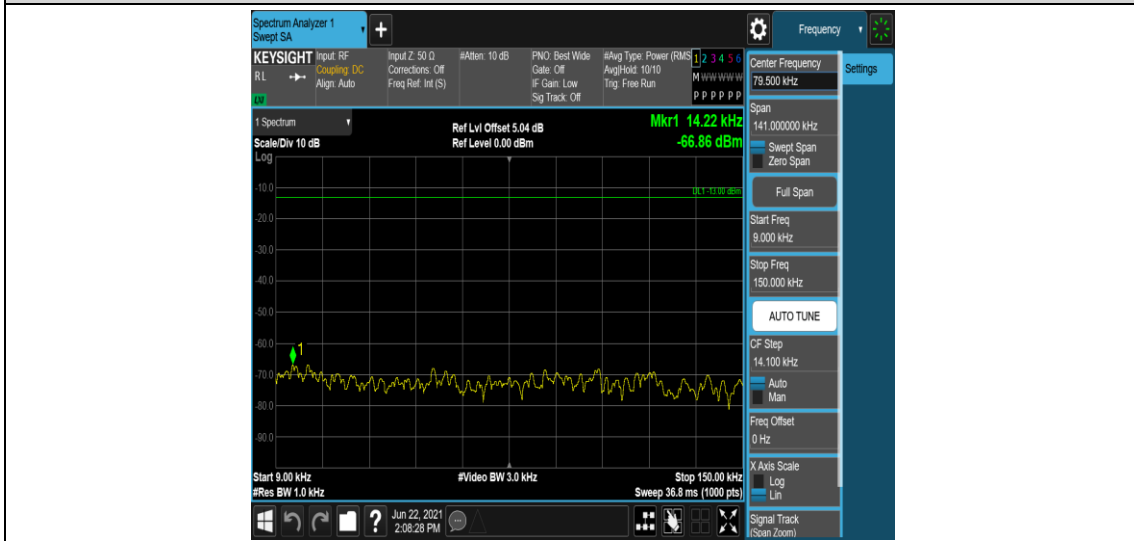 Spectrum Analyzer 1
Swept SA
+
Frequency
KEYSIGHT
RL
LXI
Input: RF
Coupling: DC
Align: Auto
Input Z: 50 Ω
Corrections: Off
Freq Ref: Int (S)
#Atten: 10 dB
PNO: Best Wide
Gate: Off
IF Gain: Low
Sig Track: Off
#Avg Type: Power (RMS
Avg|Hold: 10/10
Trig: Free Run
1 2 3 4 5 6
M W W W W W
P P P P P P
1 Spectrum
Scale/Div 10 dB
Log
Ref Lvl Offset 5.04 dB
Ref Level 0.00 dBm
Mkr1 14.22 kHz
-66.86 dBm
-10.0
DL1 -13.00 dBm
-20.0
-30.0
-40.0
-50.0
-60.0
1
-70.0
-80.0
-90.0
Start 9.00 kHz
#Video BW 3.0 kHz
Stop 150.00 kHz
#Res BW 1.0 kHz
Sweep 36.8 ms (1000 pts)
Jun 22, 2021
2:08:28 PM
?
Center Frequency
79.500 kHz
Settings
Span
141.000000 kHz
Swept Span
Zero Span
Full Span
Start Freq
9.000 kHz
Stop Freq
150.000 kHz
AUTO TUNE
CF Step
14.100 kHz
Auto
Man
Freq Offset
0 Hz
X Axis Scale
Log
Lin
Signal Track
(Span Zoom)